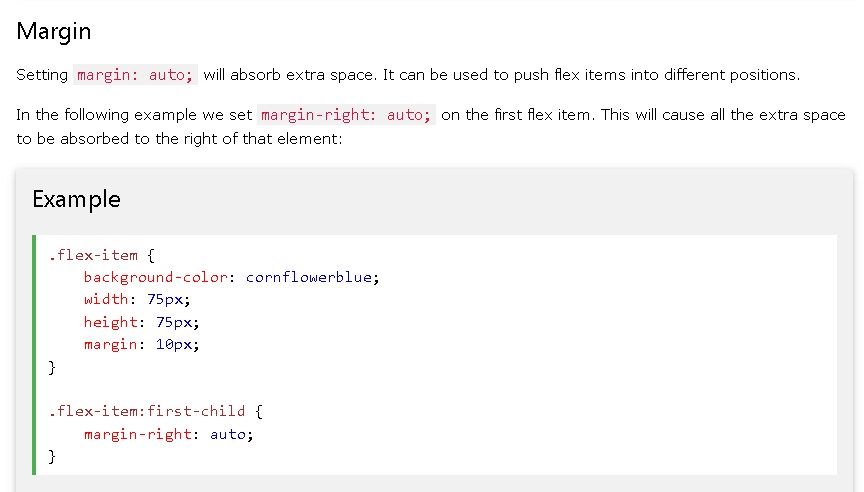 Margin
Setting margin: auto; will absorb extra space. It can be used to push flex items into different positions.
In the following example we set margin-right: auto; on the first flex item. This will cause all the extra space
to be absorbed to the right of that element:
Example
.flex-item {
    background-color: cornflowerblue;
    width: 75px;
    height: 75px;
    margin: 10px;
}
.flex-item:first-child {
    margin-right: auto;
}